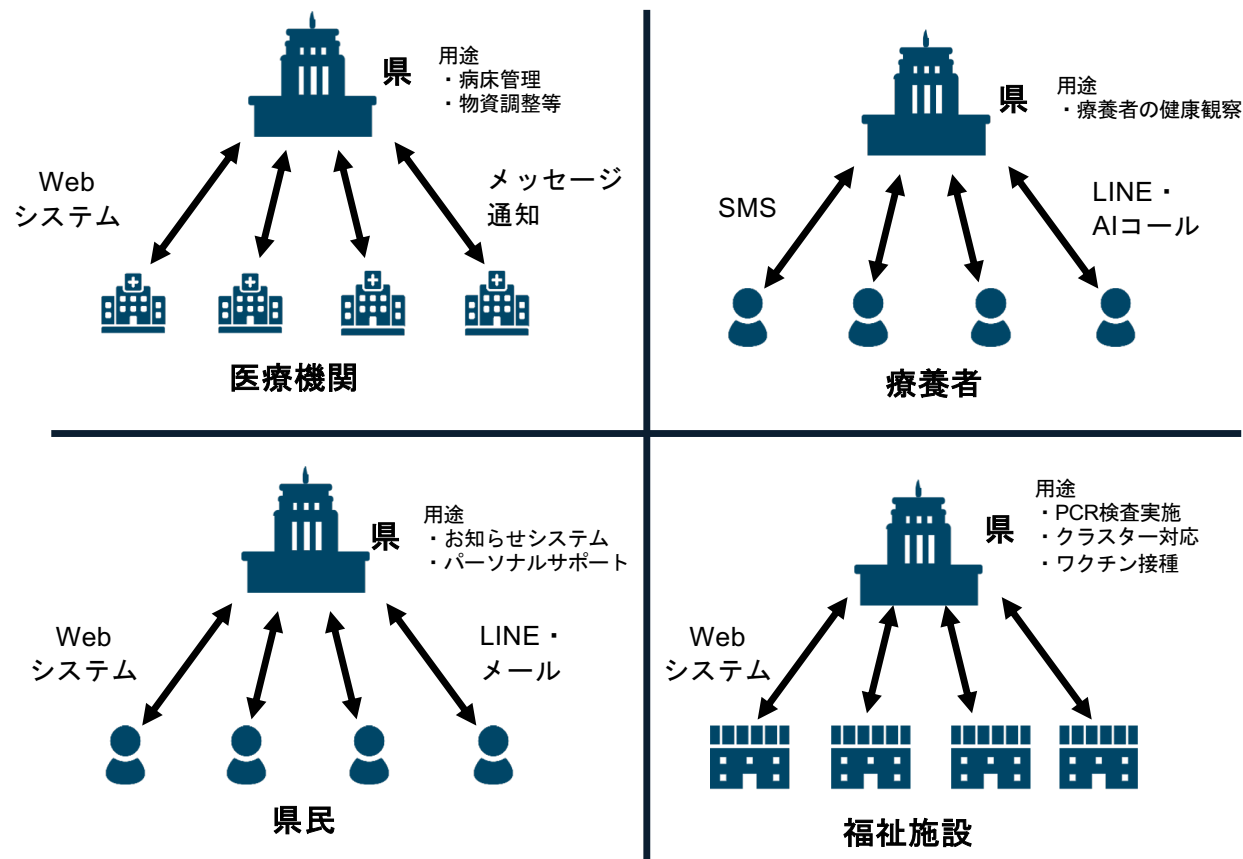 県
用途
・病床管理
・物資調整等
Web
システム
メッセージ
通知
医療機関
県
用途
・療養者の健康観察
SMS
LINE・
AIコール
療養者
県
用途
・お知らせシステム
・パーソナルサポート
Web
システム
LINE・
メール
県民
県
用途
・PCR検査実施
・クラスター対応
・ワクチン接種
Web
システム
福祉施設